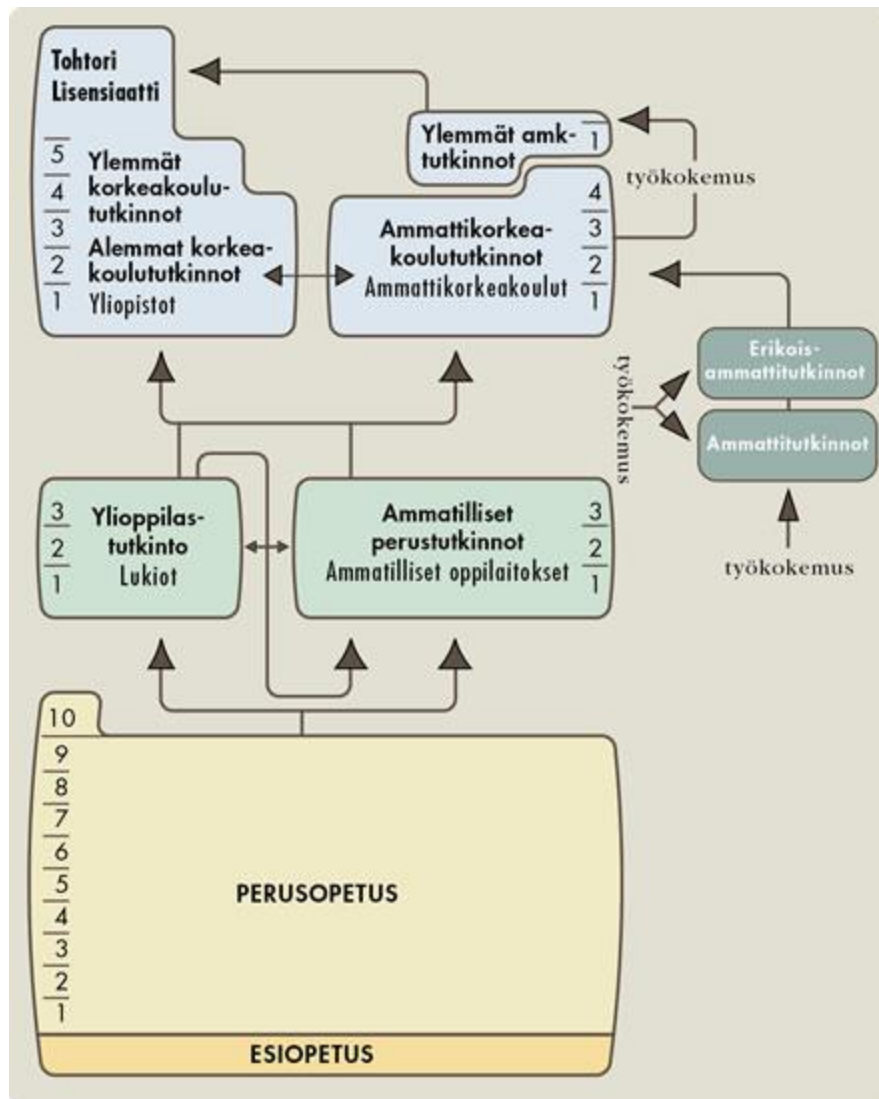 Tohtori
Lisensiaatti
5
4
3
2
1
Ylemmät
korkeakoulu-
tutkinnot
Alemmat korkea-
koulututkinnot
Yliopistot
Ylemmät amk-
tutkinnot
1
työkokemus
Ammattikorkea-
koulututkinnot
Ammattikorkeakoulut
4
3
2
1
Erikois-
ammattitutkinnot
työkokemus
Ammattitutkinnot
työkokemus
3
2
1
Ylioppilas-
tutkinto
Lukiot
Ammatilliset
perustutkinnot
Ammatilliset oppilaitokset
3
2
1
10
9
8
7
6
5
4
3
2
1
PERUSOPETUS
ESIOPETUS